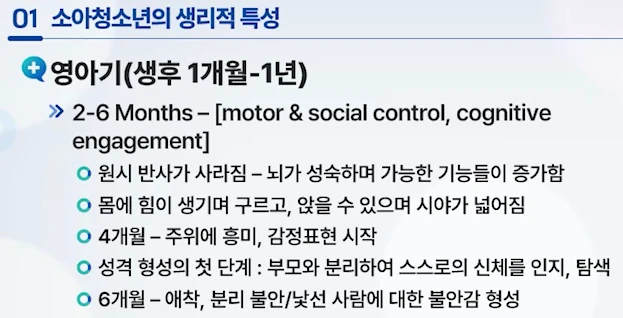 01 소아청소년의 생리적 특성
영아기(생후 1개월-1년)
2-6 Months – [motor & social control, cognitive
engagement]
원시 반사가 사라짐 – 뇌가 성숙하며 가능한 기능들이 증가함
몸에 힘이 생기며 구르고, 앉을 수 있으며 시야가 넓어짐
4개월 – 주위에 흥미, 감정표현 시작
성격 형성의 첫 단계 : 부모와 분리하여 스스로의 신체를 인지, 탐색
6개월 – 애착, 분리 불안/낯선 사람에 대한 불안감 형성